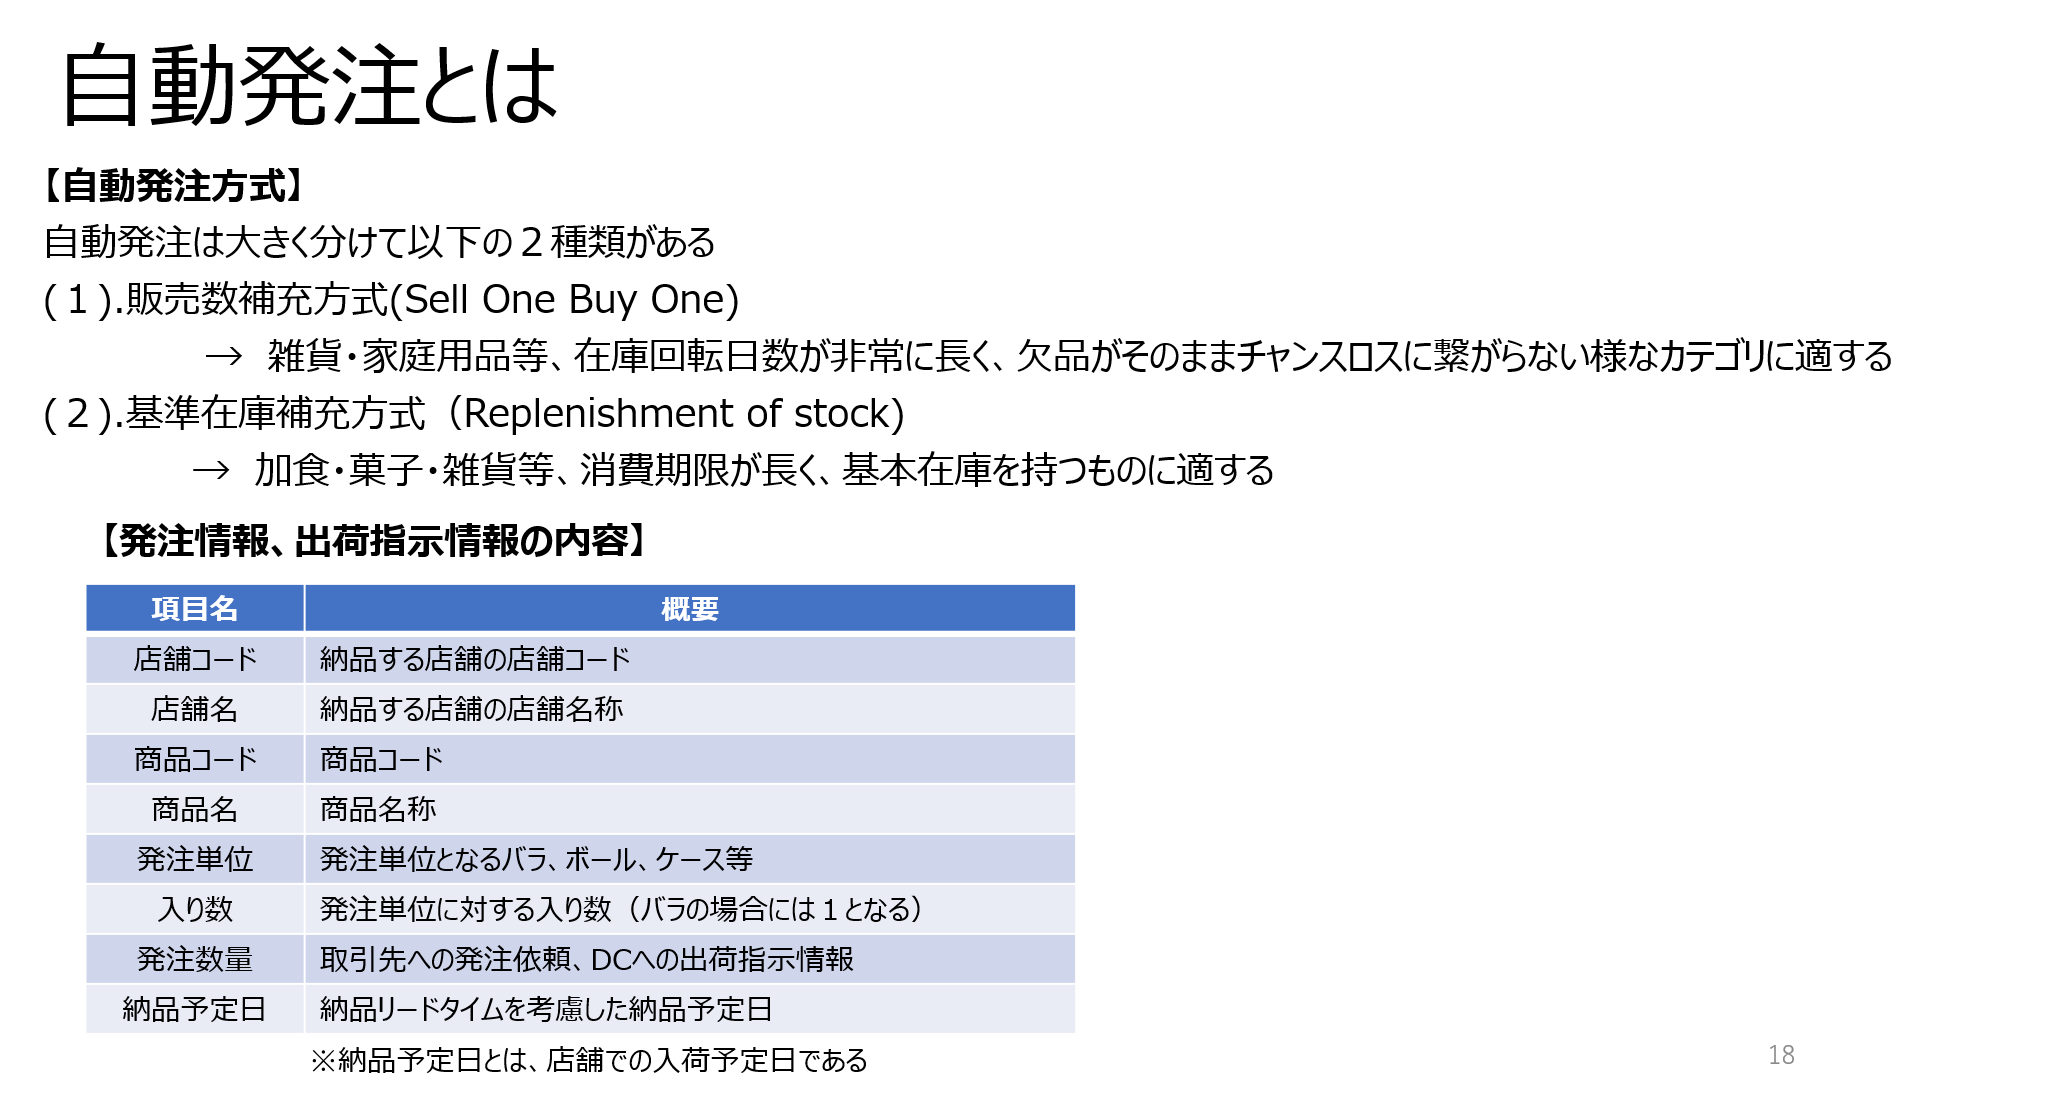 自動発注とは
【自動発注方式】
自動発注は大きく分けて以下の２種類がある
(１).販売数補充方式(Sell One Buy One)
→ 雑貨・家庭用品等、在庫回転日数が非常に長く、欠品がそのままチャンスロスに繋がらない様なカテゴリに適する
(２).基準在庫補充方式（Replenishment of stock)
→ 加食・菓子・雑貨等、消費期限が長く、基本在庫を持つものに適する
【発注情報、出荷指示情報の内容】
項目名 概要
店舗コード 納品する店舗の店舗コード
店舗名 納品する店舗の店舗名称
商品コード 商品コード
商品名 商品名称
発注単位 発注単位となるバラ、ボール、ケース等
入り数 発注単位に対する入り数（バラの場合には１となる）
発注数量 取引先への発注依頼、DCへの出荷指示情報
納品予定日 納品リードタイムを考慮した納品予定日
※納品予定日とは、店舗での入荷予定日である
18